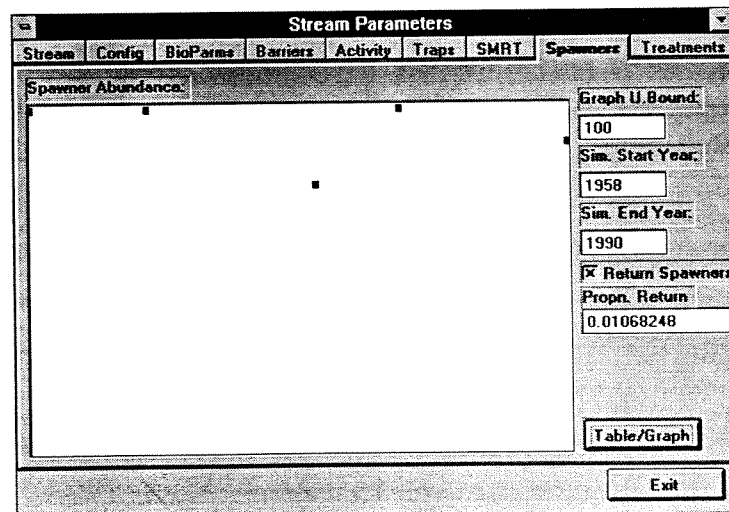 Stream Parameters
Stream Config BioParms Barriers Activity Traps SMRT Spawners Treatments
Spawner Abundance:
Graph U.Bound:
100
Sim. Start Year:
1958
Sim. End Year:
1990
Return Spawners
Propn. Return
0.01068248
Table/Graph
Exit